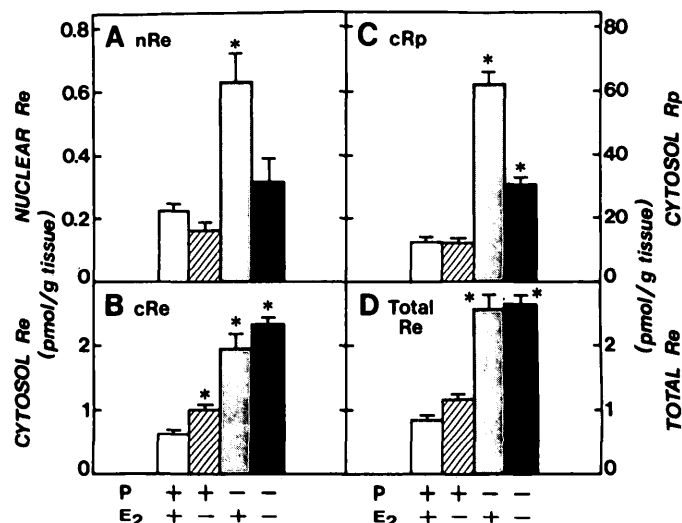 A nRe
*
0.8
0.6
0.4
0.2
0
NUCLEAR Re
(pmol/g tissue)
C cRp
*
*
80
60
40
20
0
CYTOSOL Rp
(pmol/g tissue)
B cRe
*
*
*
2
1
0
CYTOSOL Re
D Total
Re
*
*
2
1
0
TOTAL Re
P + + − − + + − −
E2 + − + − + − + −